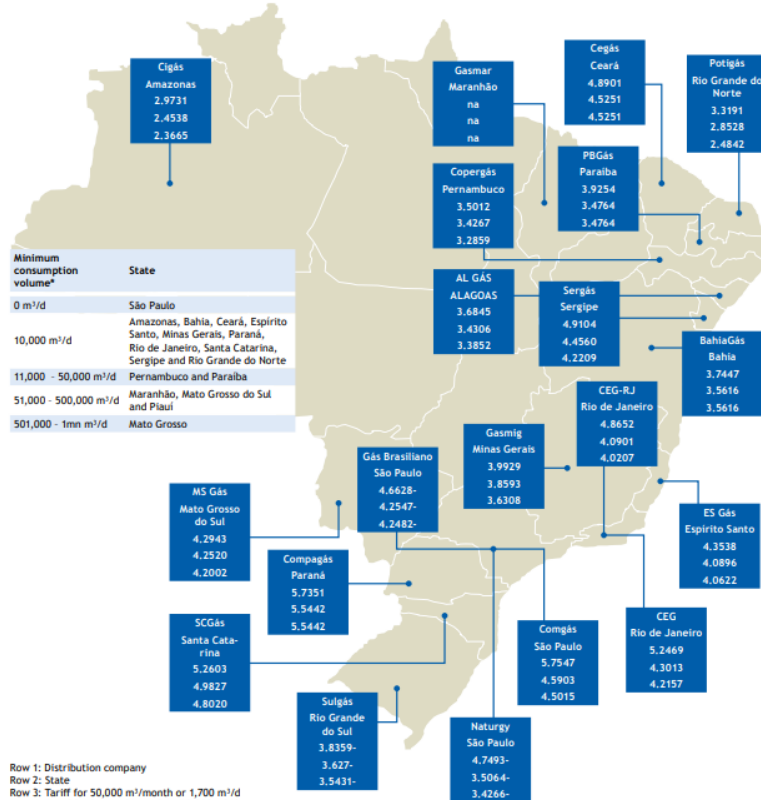 Cigás
Amazonas
2.9731
2.4538
2.3665
Gasmar
Maranhão
na
na
na
Cegás
Ceará
4.8901
4.5251
4.5251
Potigás
Rio Grande do
Norte
3.3191
2.8528
2.4842
Copergás
Pernambuco
3.5012
3.4267
3.2859
PBGás
Paraíba
3.9254
3.4764
3.4764
Minimum
consumption
volume* State
0 m³/d São Paulo
10,000 m³/d Amazonas, Bahia, Ceará, Espírito
Santo, Minas Gerais, Paraná,
Rio de Janeiro, Santa Catarina,
Sergipe and Rio Grande do Norte
11,000 - 50,000 m³/d Pernambuco and Paraíba
51,000 - 500,000 m³/d Maranhão, Mato Grosso do Sul
and Piauí
501,000 - 1mn m³/d Mato Grosso
AL GÁS
ALAGOAS
3.6845
3.4306
3.3852
Sergás
Sergipe
4.9104
4.4560
4.2209
BahiaGás
Bahia
3.7447
3.5616
3.5616
CEG-RJ
Rio de Janeiro
4.8652
4.0901
4.0207
Gasmig
Minas Gerais
3.9929
3.8593
3.6308
Gás Brasiliano
São Paulo
4.6628-
4.2547-
4.2482-
MS Gás
Mato Grosso
do Sul
4.2943
4.2520
4.2002
ES Gás
Espírito Santo
4.3538
4.0896
4.0622
Compagás
Paraná
5.7351
5.5442
5.5442
SCGás
Santa Cata-
rina
5.2603
4.9827
4.8020
Comgás
São Paulo
5.7547
4.5903
4.5015
CEG
Rio de Janeiro
5.2469
4.3013
4.2157
Sulgás
Rio Grande
do Sul
3.8359-
3.627-
3.5431-
Naturgy
São Paulo
4.7493-
3.5064-
3.4266-
Row 1: Distribution company
Row 2: State
Row 3: Tariff for 50,000 m³/month or 1,700 m³/d